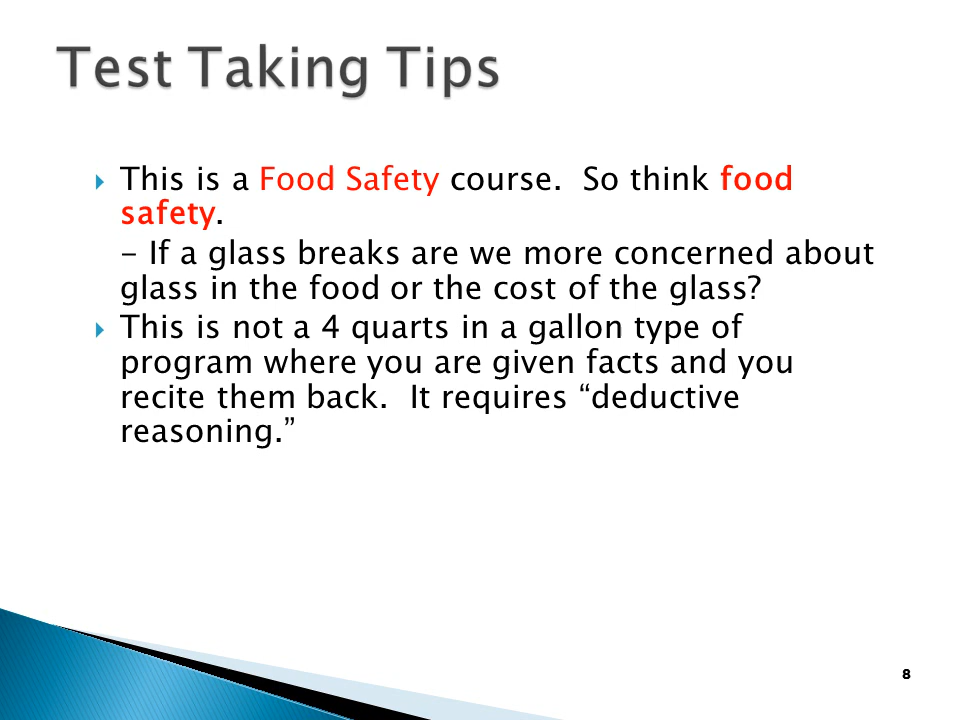 Test Taking Tips
This is a Food Safety course.  So think food
safety.
- If a glass breaks are we more concerned about
glass in the food or the cost of the glass?
This is not a 4 quarts in a gallon type of
program where you are given facts and you
recite them back.  It requires “deductive
reasoning.”
8